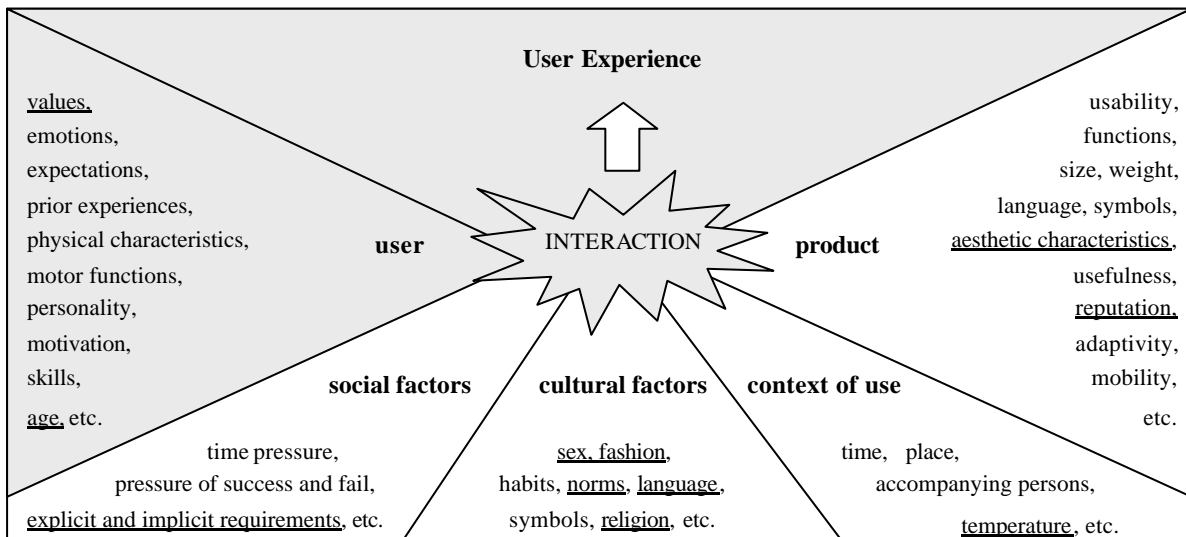 User Experience
values,
emotions,
expectations,
prior experiences,
physical characteristics,
motor functions,
personality,
motivation,
skills,
age, etc.
user
INTERACTION
product
usability,
functions,
size, weight,
language, symbols,
aesthetic characteristics,
usefulness,
reputation,
adaptivity,
mobility,
etc.
social factors
time pressure,
pressure of success and fail,
explicit and implicit requirements, etc.
cultural factors
sex, fashion,
habits, norms, language,
symbols, religion, etc.
context of use
time, place,
accompanying persons,
temperature, etc.